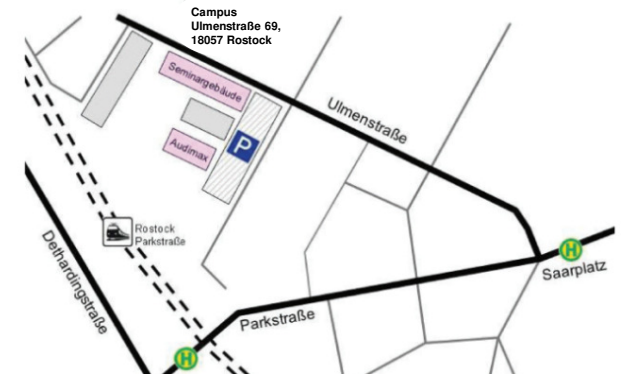 Campus
Ulmenstraße 69,
18057 Rostock
Seminargebäude
Ulmenstraße
P
Audimax
Rostock
Parkstraße
Dethardingstraße
H
Saarplatz
Parkstraße
H